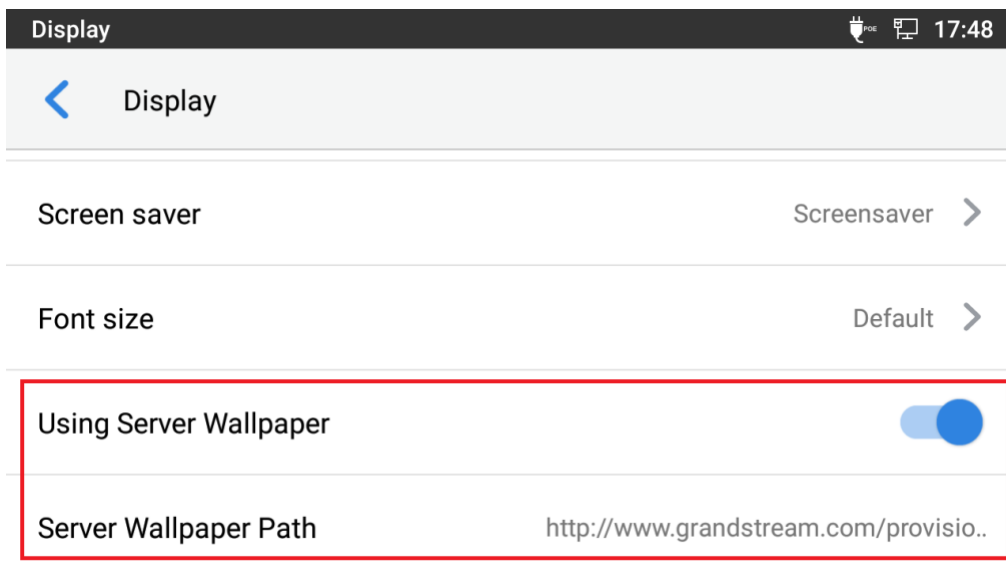 Display
POE 17:48
Display
Screen saver Screensaver
Font size Default
Using Server Wallpaper
Server Wallpaper Path http://www.grandstream.com/provisio..